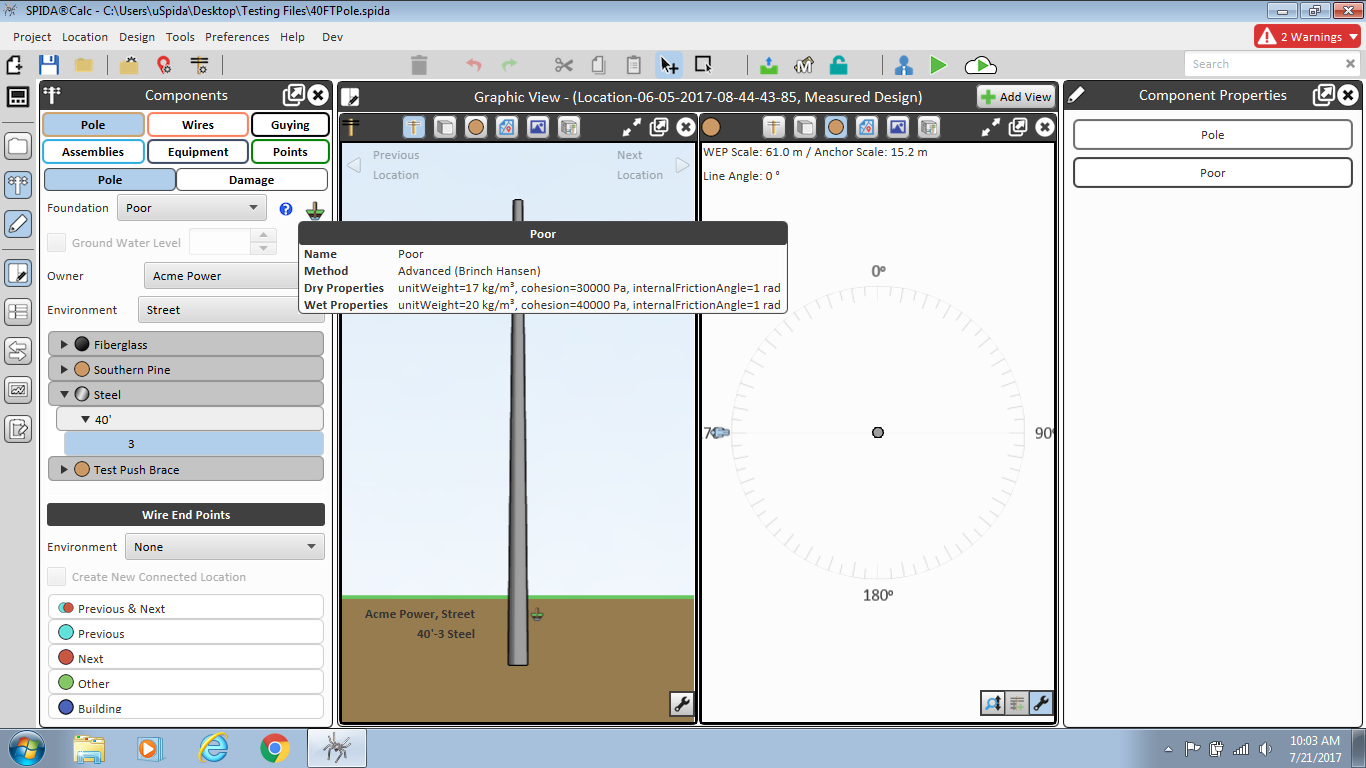 SPIDA®Calc - C:\Users\uSpida\Desktop\Testing Files\40FTPole.spida
Project Location Design Tools Preferences Help Dev
2 Warnings
Search
Components
Pole Wires Guying
Assemblies Equipment Points
Pole Damage
Foundation Poor
Ground Water Level
Owner Acme Power
Environment Street
Fiberglass
Southern Pine
Steel
40'
3
Test Push Brace
Wire End Points
Environment None
Create New Connected Location
Previous & Next
Previous
Next
Other
Building
Graphic View - (Location-06-05-2017-08-44-43-85, Measured Design)
Add View
Previous Location
Next Location
Poor
Name Poor
Method Advanced (Brinch Hansen)
Dry Properties unitWeight=17 kg/m³, cohesion=30000 Pa, internalFrictionAngle=1 rad
Wet Properties unitWeight=20 kg/m³, cohesion=40000 Pa, internalFrictionAngle=1 rad
Acme Power, Street
40'-3 Steel
WEP Scale: 61.0 m / Anchor Scale: 15.2 m
Line Angle: 0 °
0º
90º
180º
Component Properties
Pole
Poor
10:03 AM
7/21/2017